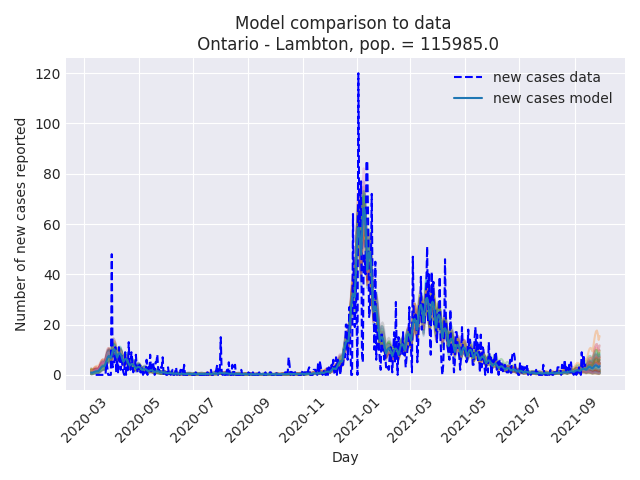 Model comparison to data
Ontario - Lambton, pop. = 115985.0
new cases data
new cases model
Number of new cases reported
120
100
80
60
40
20
0
2020-03
2020-05
2020-07
2020-09
2020-11
2021-01
2021-03
2021-05
2021-07
2021-09
Day